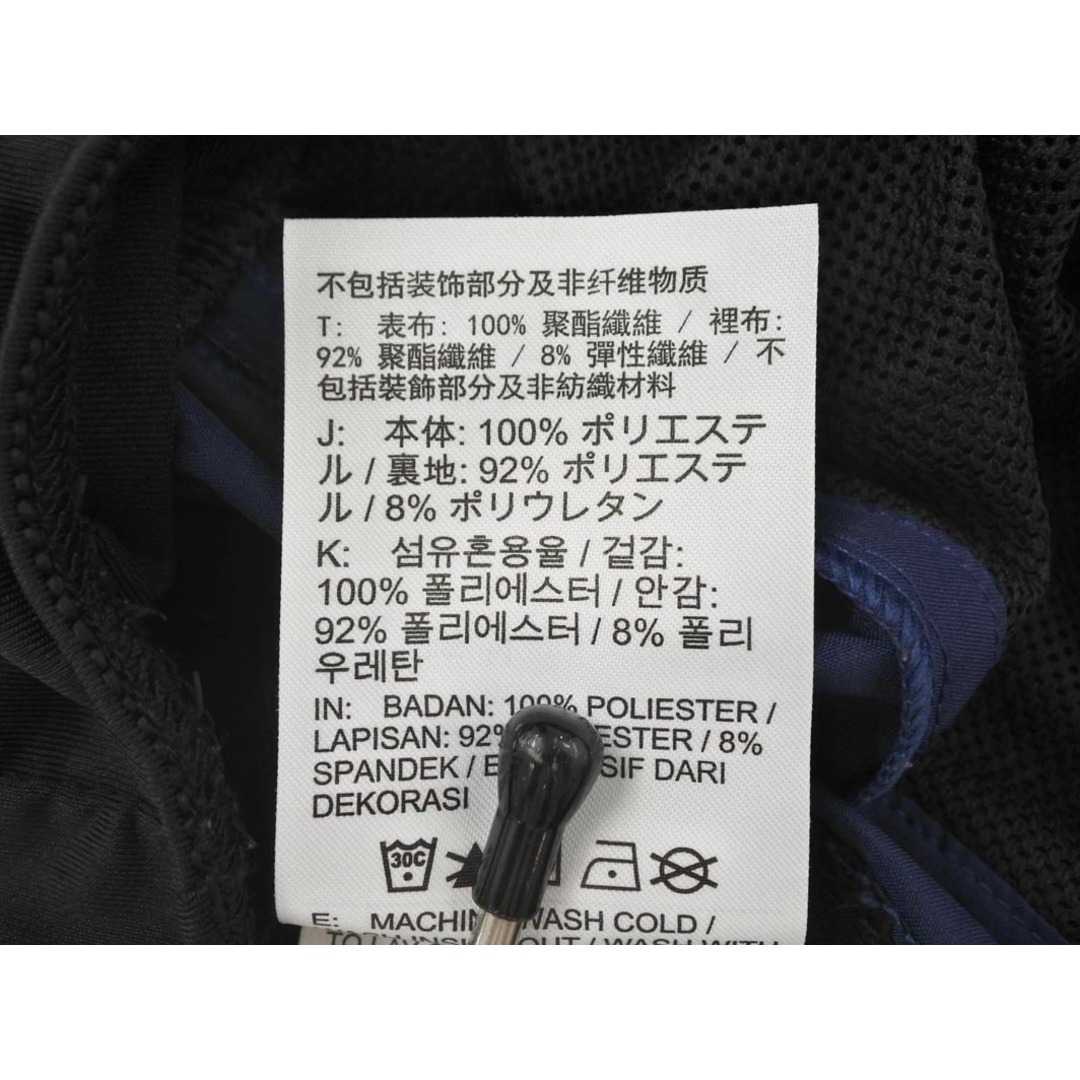 不包括装饰部分及非纤维物质
T: 表布: 100% 聚酯纖維 / 裡布:
92% 聚酯纖維 / 8% 彈性纖維 / 不
包括裝飾部分及非紡織材料
J: 本体: 100% ポリエステ
ル / 裏地: 92% ポリエステ
ル / 8% ポリウレタン
K: 섬유혼용율 / 겉감:
100% 폴리에스터 / 안감:
92% 폴리에스터 / 8% 폴리
우레탄
IN: BADAN: 100% POLIESTER /
LAPISAN: 92% / 8%
SPANDEK / DARI
DEKORASI
30C
E: WASH COLD /